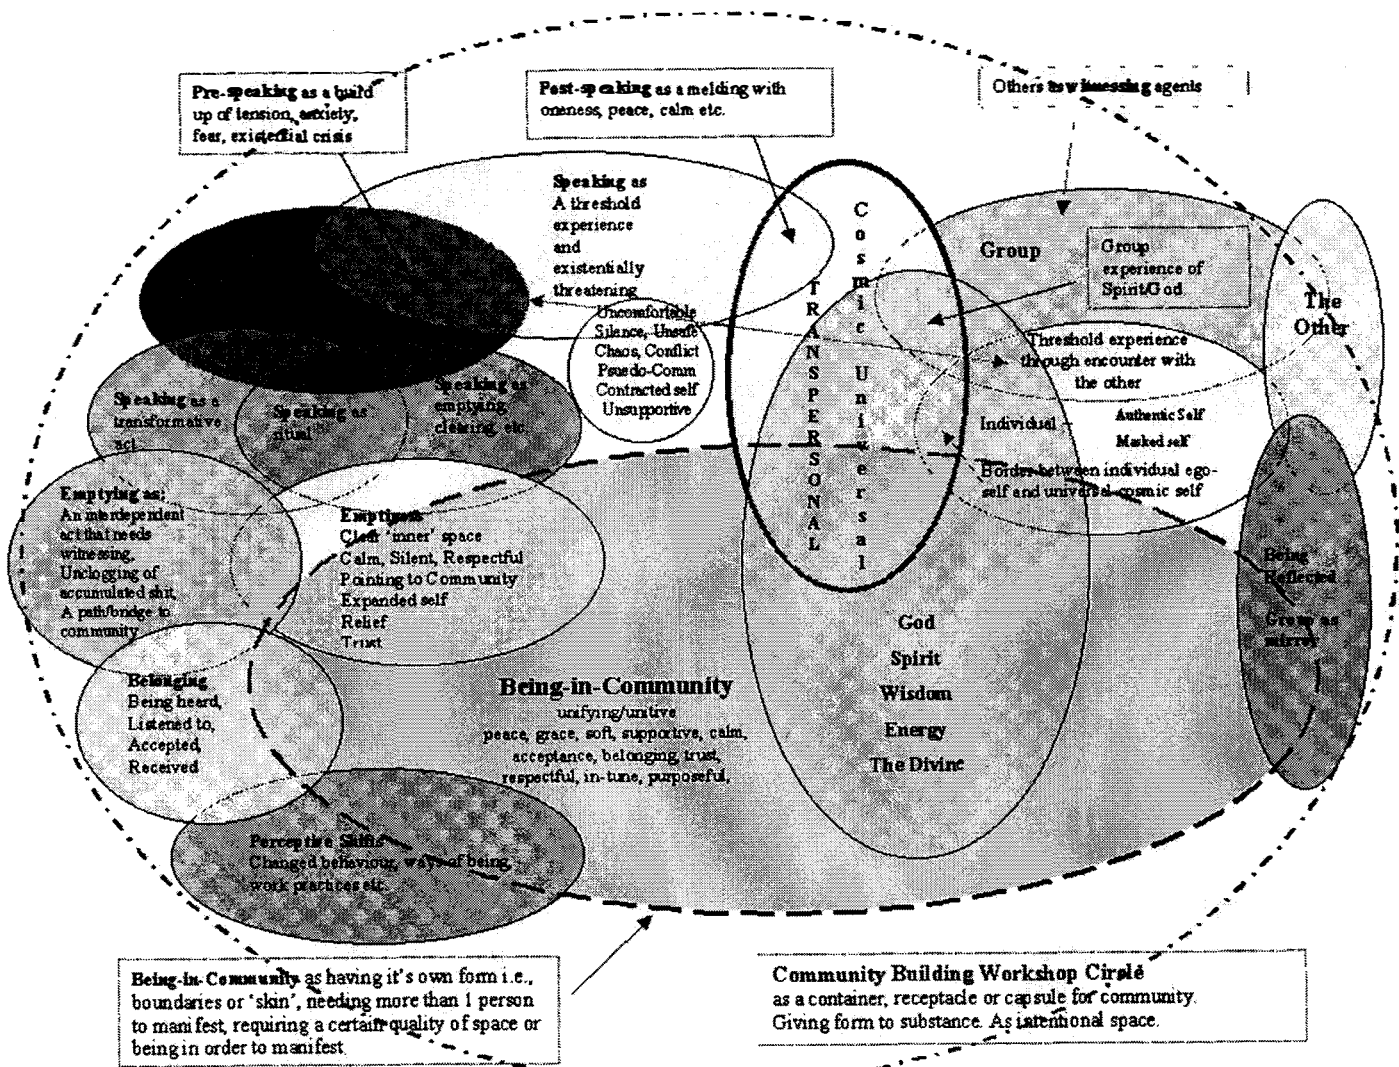 Pre-speaking as a build
up of tension, anxiety,
fear, existential crisis
Post-speaking as a melding with
oneness, peace, calm etc.
Others as witnessing agents
Speaking as
A threshold
experience
and
existentially
threatening
Uncomfortable
Silence, Unsafe
Chaos, Conflict
Psuedo-Comm
Contracted self
Unsupportive
TRANSPERSONAL
Cosmic Universal
Group
Group
experience of
Spirit/God
The
Other
Threshold experience
through encounter with
the other
Individual –
Authentic Self
Masked self
Border between individual ego-
self and universal-cosmic self
Speaking as a
transformative
act
Speaking as
ritual
Speaking as
emptying,
clearing, etc.
Emptying as:
An interdependent
act that needs
witnessing,
Unclogging of
accumulated shit,
A path/bridge to
community
Emptiness
Clear 'inner' space
Calm, Silent, Respectful
Pointing to Community
Expanded self
Relief
Trust
Being
Reflected
Group as
mirror
Belonging
Being heard,
Listened to,
Accepted,
Received
Being-in-Community
unifying/unitive
peace, grace, soft, supportive, calm,
acceptance, belonging, trust,
respectful, in-tune, purposeful,
God
Spirit
Wisdom
Energy
The Divine
Perceptive Shifts
Changed behaviour, ways of being,
work practices etc.
Being-in-Community as having it's own form i.e.,
boundaries or 'skin', needing more than 1 person
to manifest, requiring a certain quality of space or
being in order to manifest.
Community Building Workshop Circle
as a container, receptacle or capsule for community.
Giving form to substance. As intentional space.